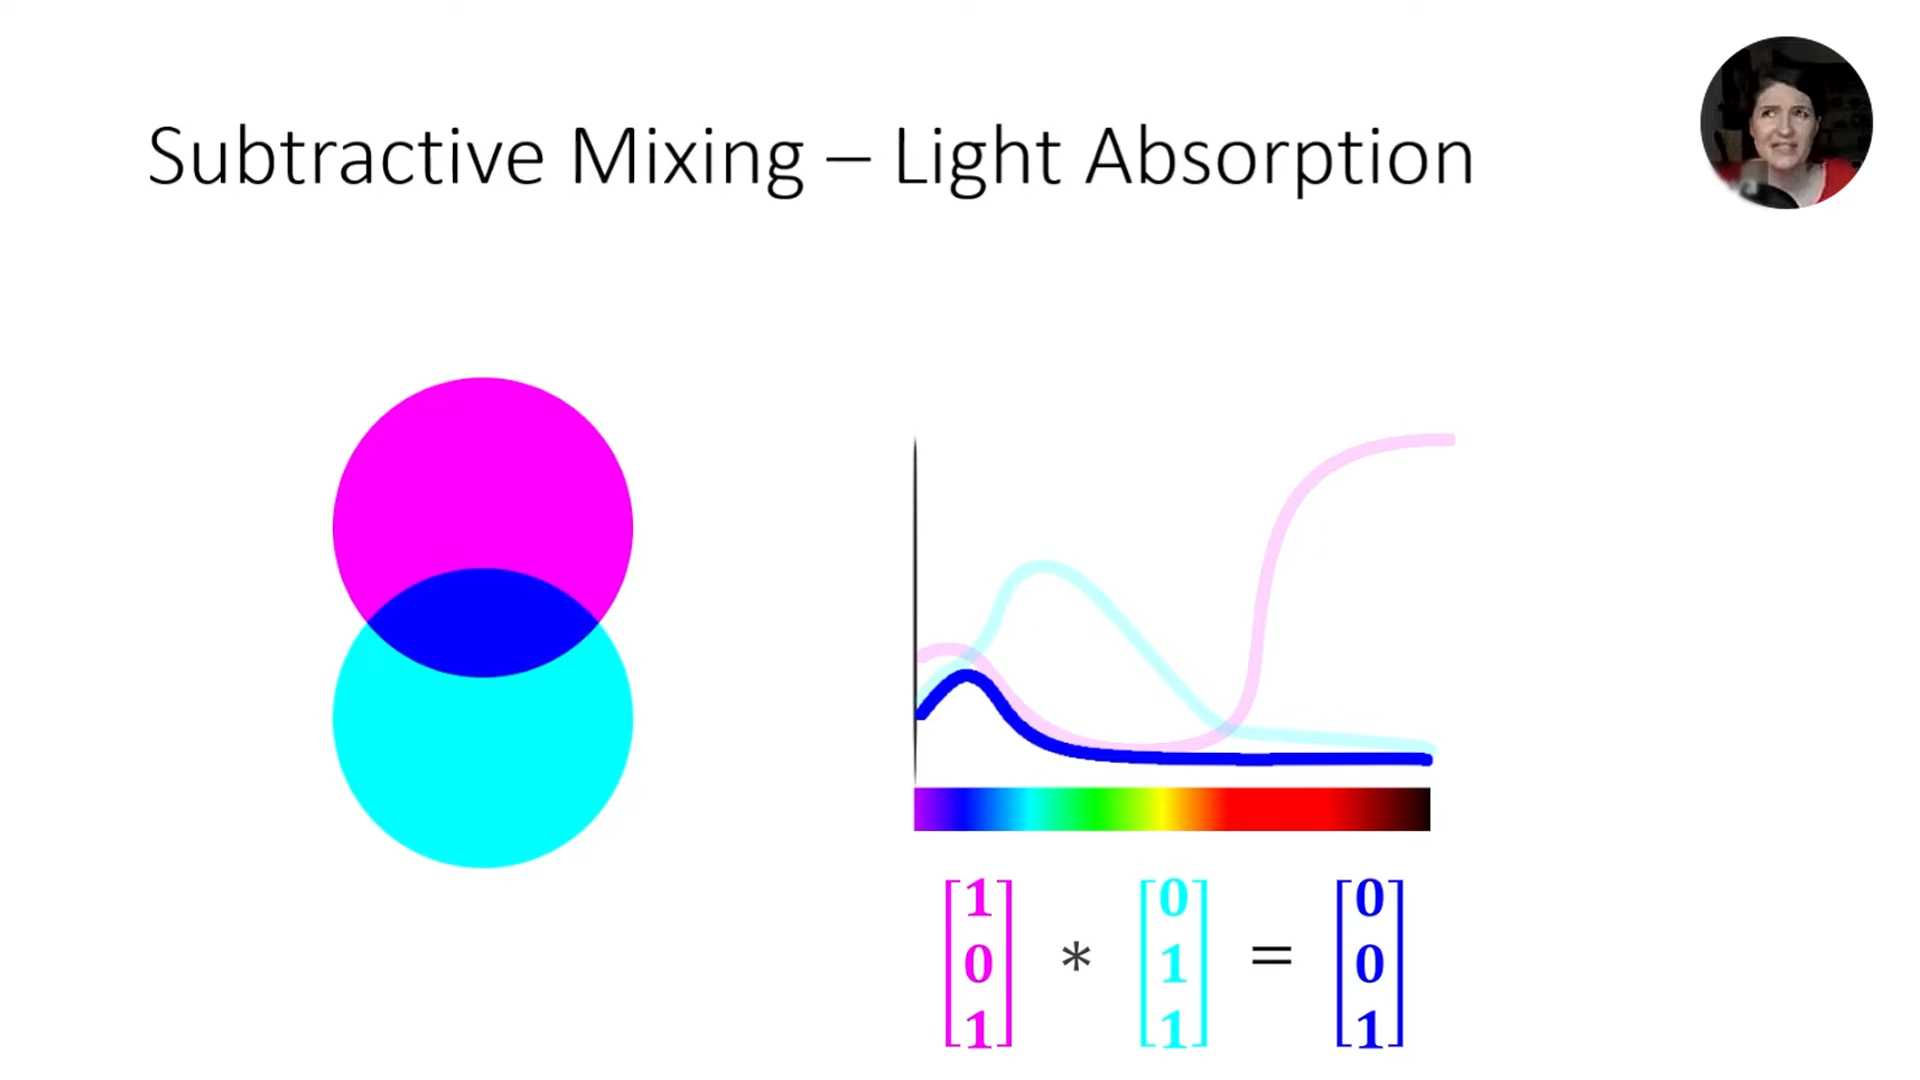 Subtractive Mixing – Light Absorption
[1 0 1] * [0 1 1] = [0 0 1]